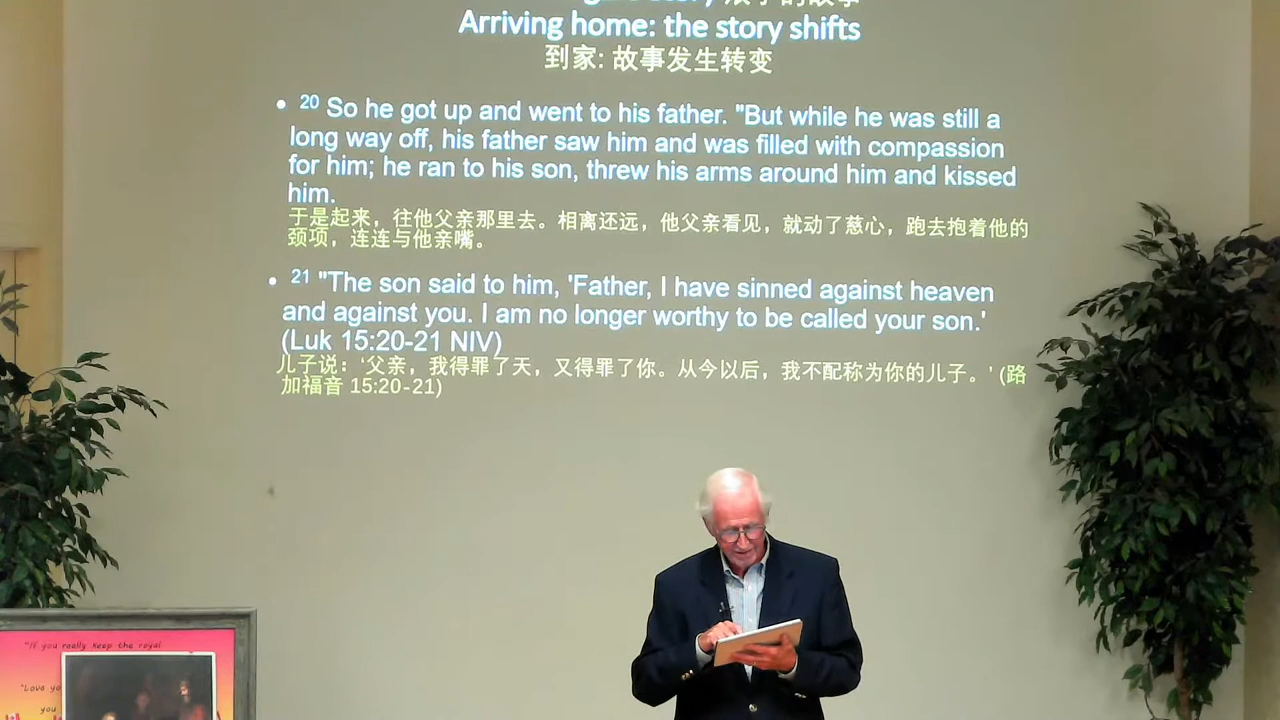 Arriving home: the story shifts
到家: 故事发生转变
• 20 So he got up and went to his father. "But while he was still a
long way off, his father saw him and was filled with compassion
for him; he ran to his son, threw his arms around him and kissed
him.
于是起来，往他父亲那里去。相离还远，他父亲看见，就动了慈心，跑去抱着他的
颈项，连连与他亲嘴。
• 21 "The son said to him, 'Father, I have sinned against heaven
and against you. I am no longer worthy to be called your son.'
(Luk 15:20-21 NIV)
儿子说：'父亲，我得罪了天，又得罪了你。从今以后，我不配称为你的儿子。' (路
加福音 15:20-21)
"If you really keep the royal
"Love yo
you